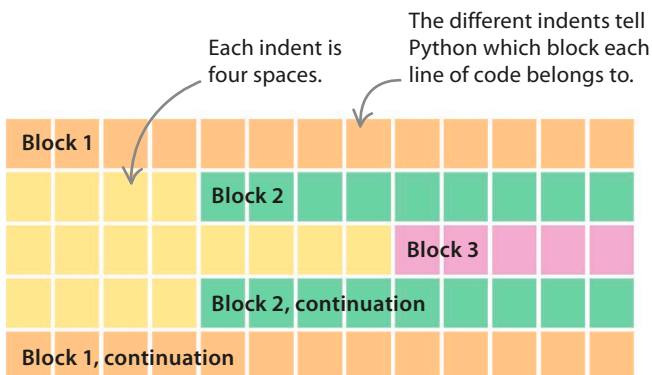 Each indent is
four spaces.
The different indents tell
Python which block each
line of code belongs to.
Block 1
Block 2
Block 3
Block 2, continuation
Block 1, continuation